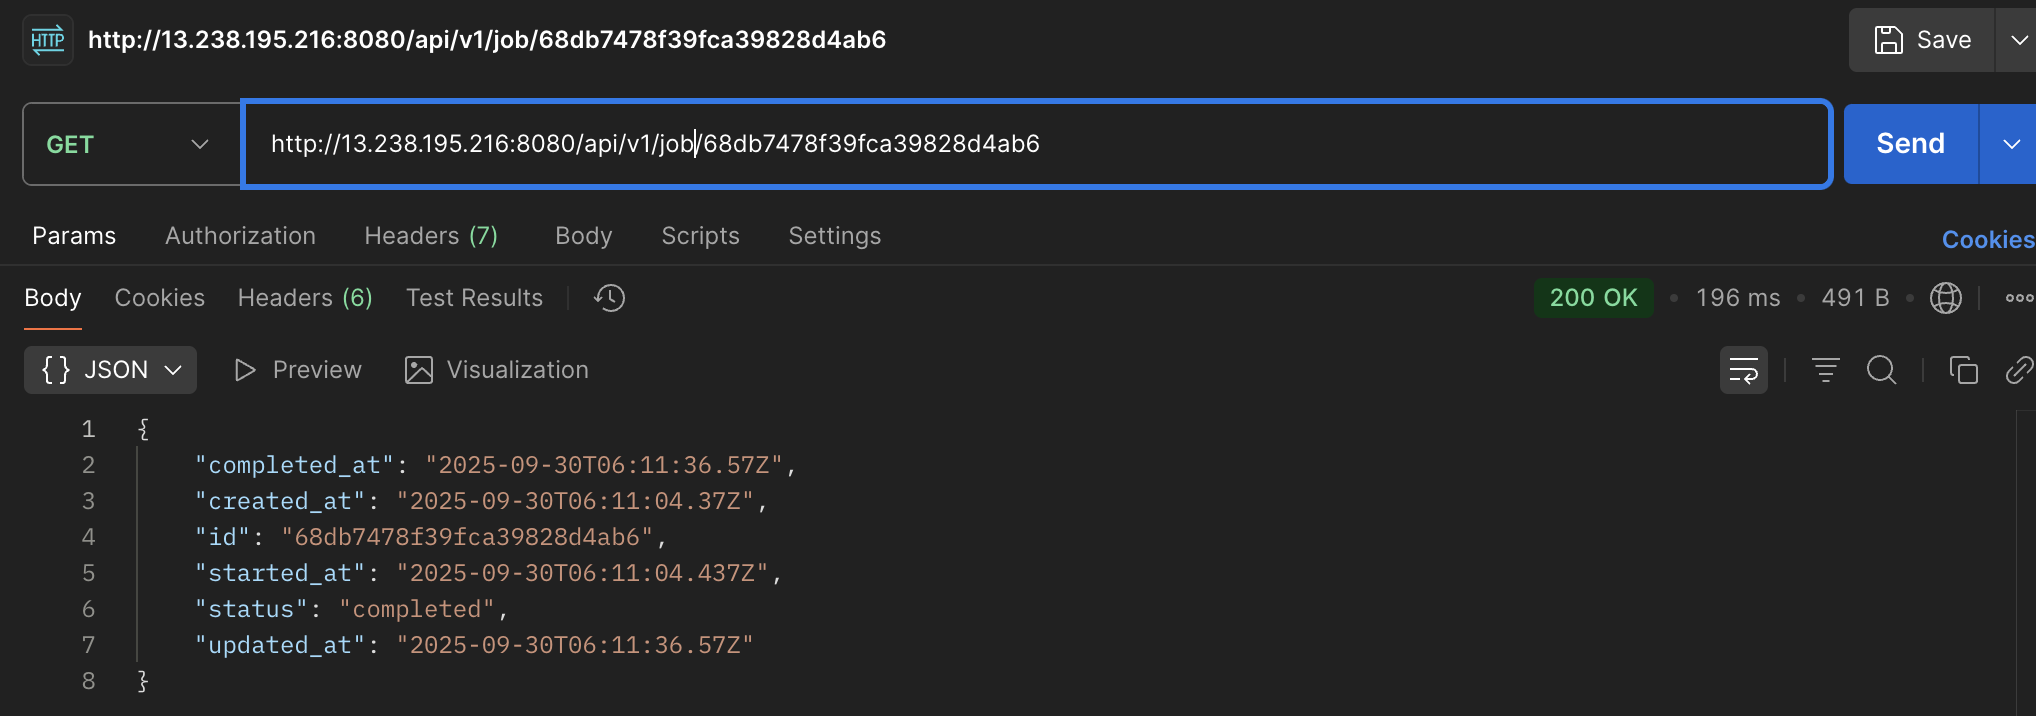 HTTP http://13.238.195.216:8080/api/v1/job/68db7478f39fca39828d4ab6 Save
GET http://13.238.195.216:8080/api/v1/job/68db7478f39fca39828d4ab6 Send
Params Authorization Headers (7) Body Scripts Settings Cookies
Body Cookies Headers (6) Test Results 200 OK • 196 ms • 491 B •
{} JSON Preview Visualization
1 {
2 "completed_at": "2025-09-30T06:11:36.57Z",
3 "created_at": "2025-09-30T06:11:04.37Z",
4 "id": "68db7478f39fca39828d4ab6",
5 "started_at": "2025-09-30T06:11:04.437Z",
6 "status": "completed",
7 "updated_at": "2025-09-30T06:11:36.57Z"
8 }